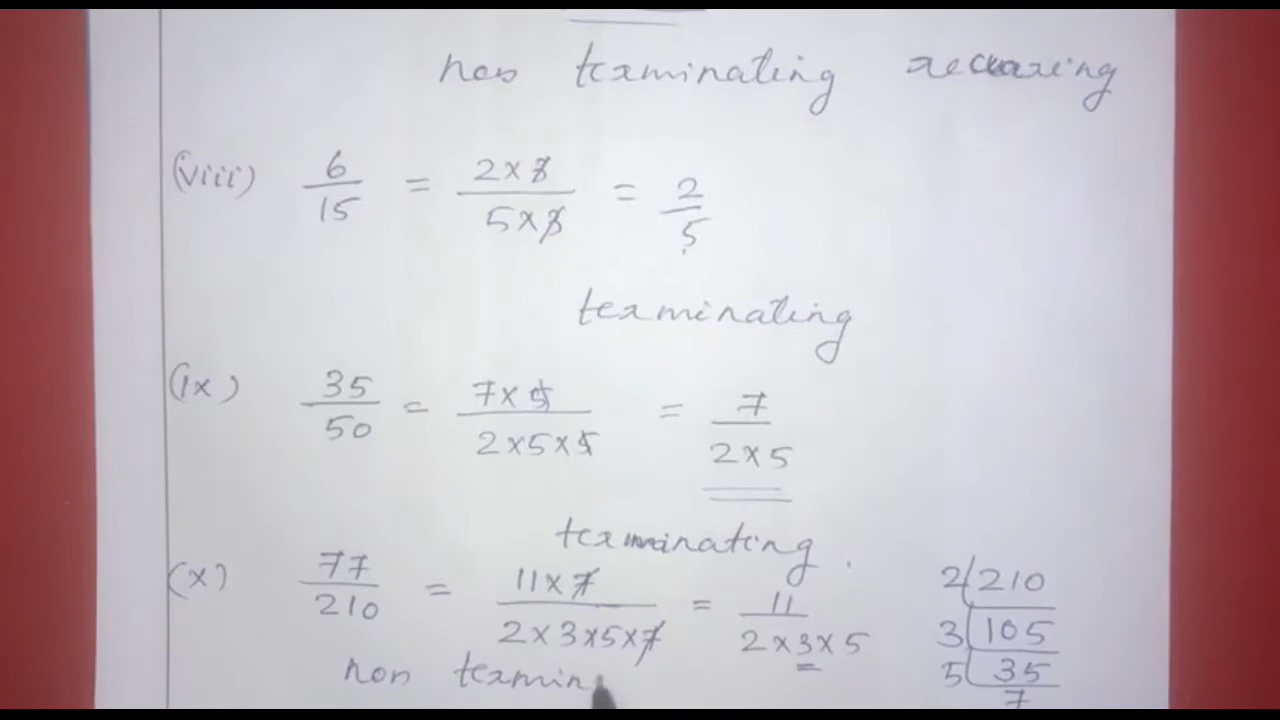 non terminating recurring
(viii) 6/15 = 2×3/5×3 = 2/5
terminating
(ix) 35/50 = 7×5/2×5×5 = 7/2×5
terminating.
(x) 77/210 = 11×7/2×3×5×7 = 11/2×3×5
2 210
3 105
5 35
7
non termin